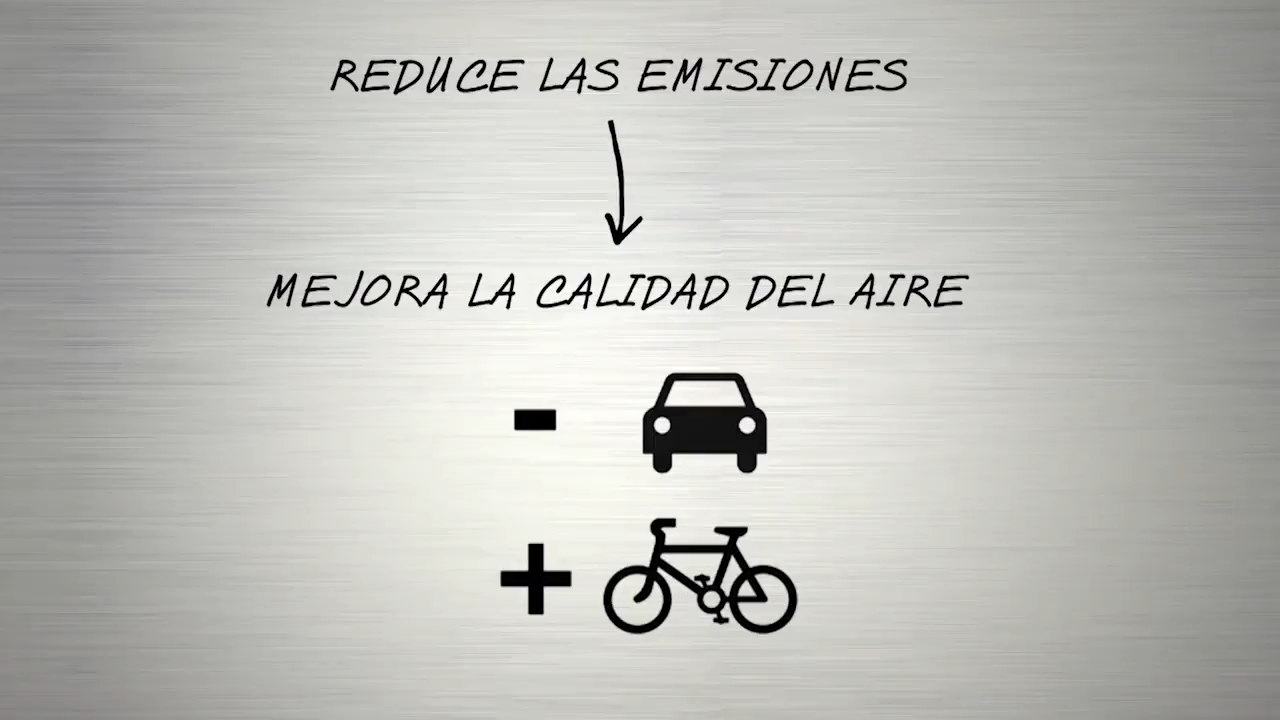 REDUCE LAS EMISIONES
MEJORA LA CALIDAD DEL AIRE
-
+